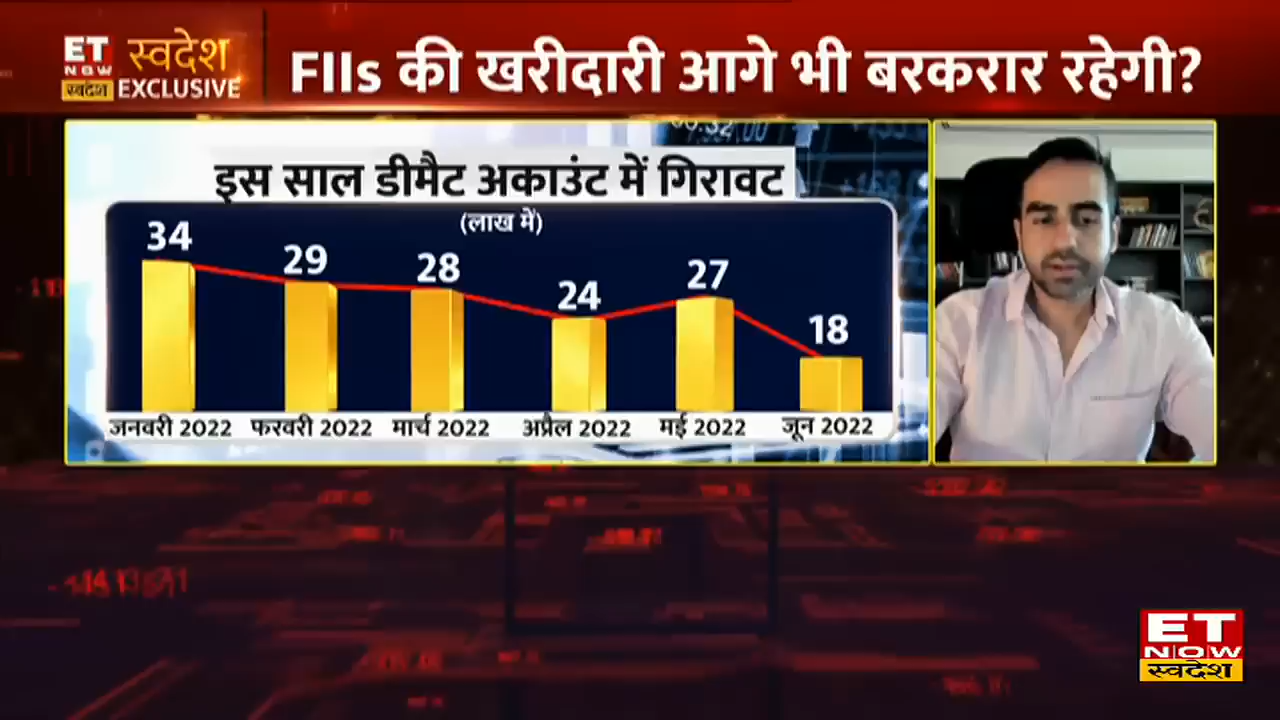 ET NOW स्वदेश
स्वदेश EXCLUSIVE
FIIs की खरीदारी आगे भी बरकरार रहेगी?
इस साल डीमैट अकाउंट में गिरावट
(लाख में)
34 29 28 24 27 18
जनवरी 2022 फरवरी 2022 मार्च 2022 अप्रैल 2022 मई 2022 जून 2022
ET
NOW
स्वदेश